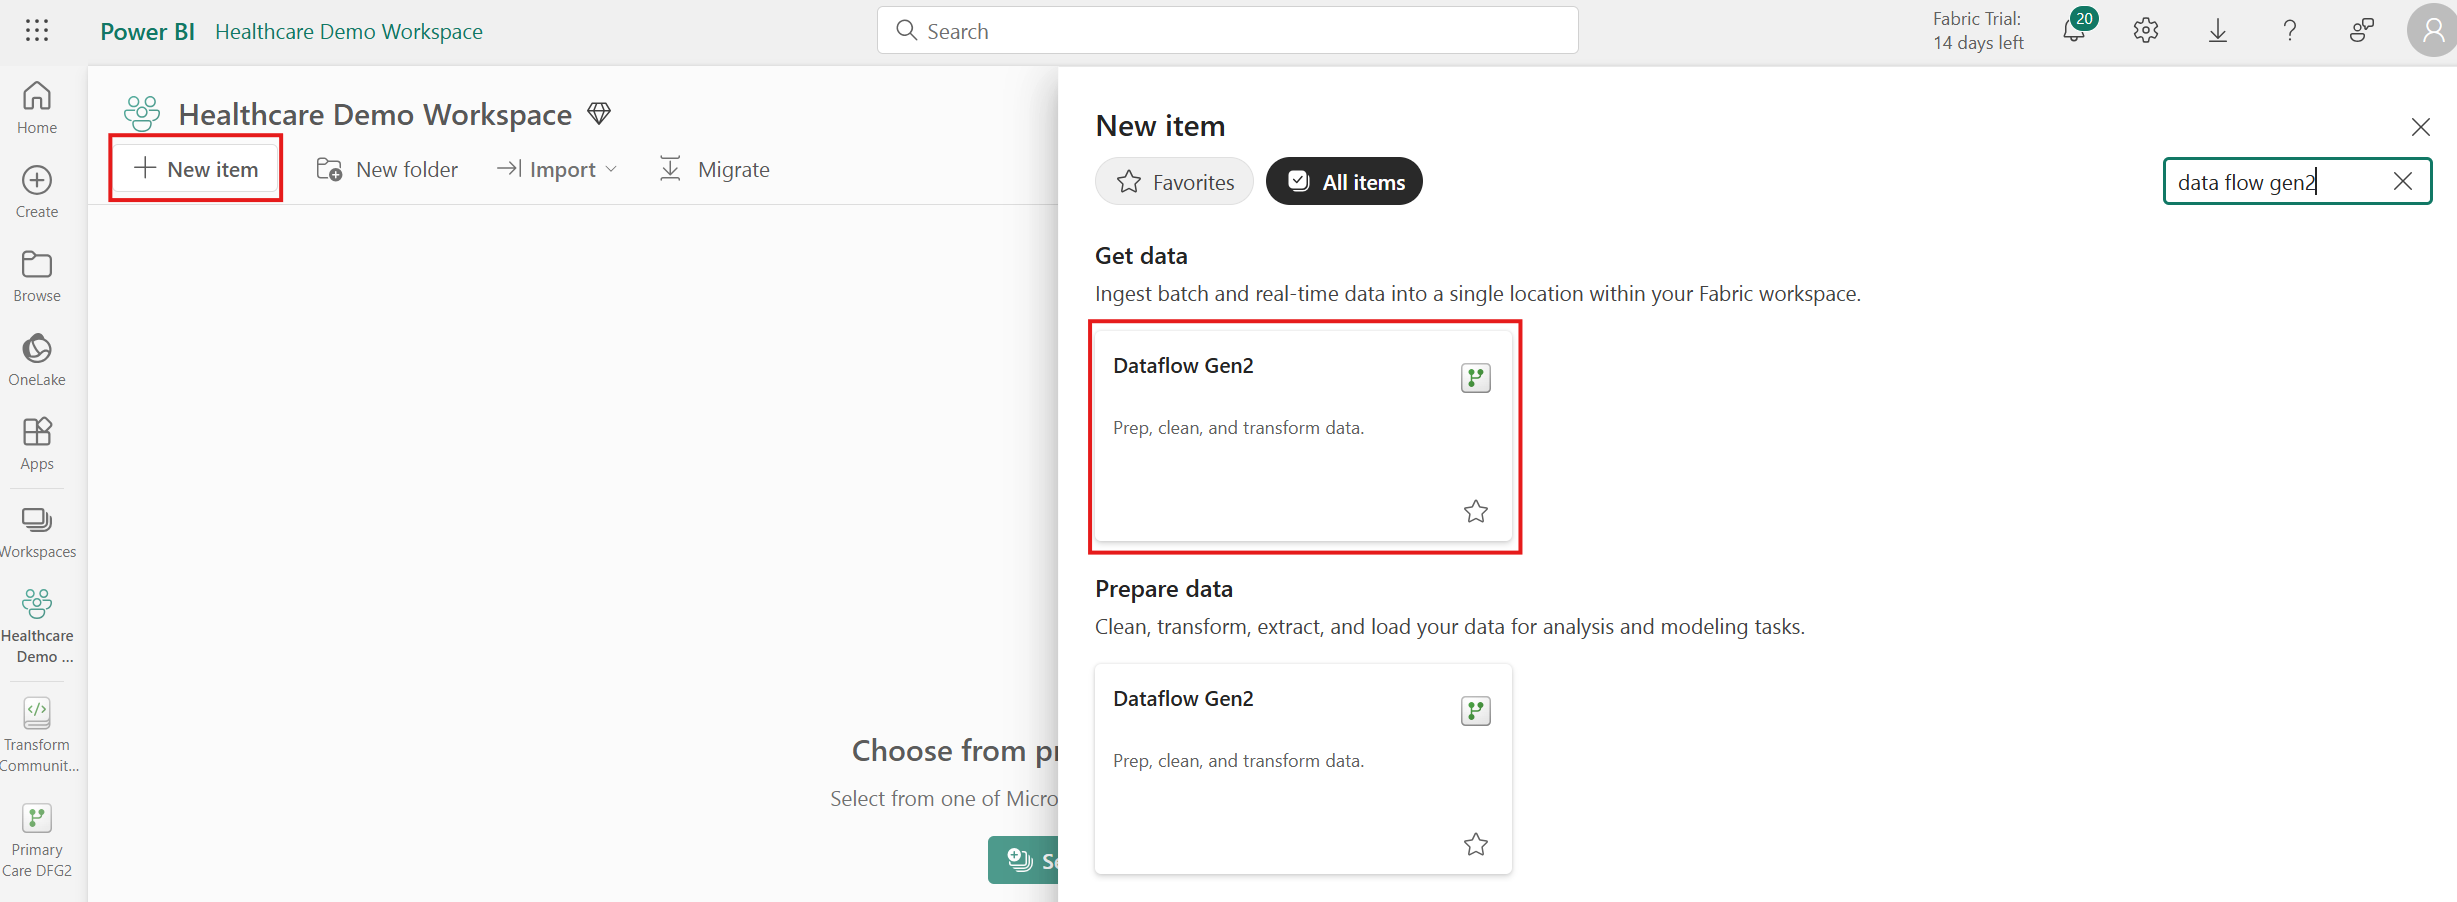 Power BI Healthcare Demo Workspace
Search
Fabric Trial:
14 days left
20
Home
Create
Browse
OneLake
Apps
Workspaces
Healthcare
Demo ...
Transform
Communit...
Primary
Care DFG2
Healthcare Demo Workspace
New item New folder Import Migrate
Choose from pr
Select from one of Micro
Se
New item
Favorites All items
data flow gen2
Get data
Ingest batch and real-time data into a single location within your Fabric workspace.
Dataflow Gen2
Prep, clean, and transform data.
Prepare data
Clean, transform, extract, and load your data for analysis and modeling tasks.
Dataflow Gen2
Prep, clean, and transform data.